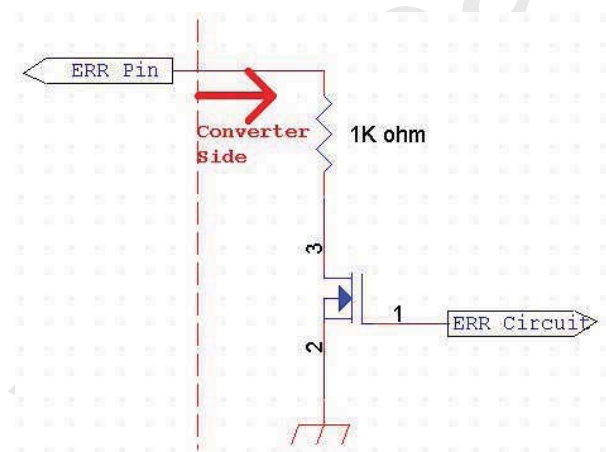 ERR Pin
Converter
Side
1K ohm
3
1
ERR Circuit
2